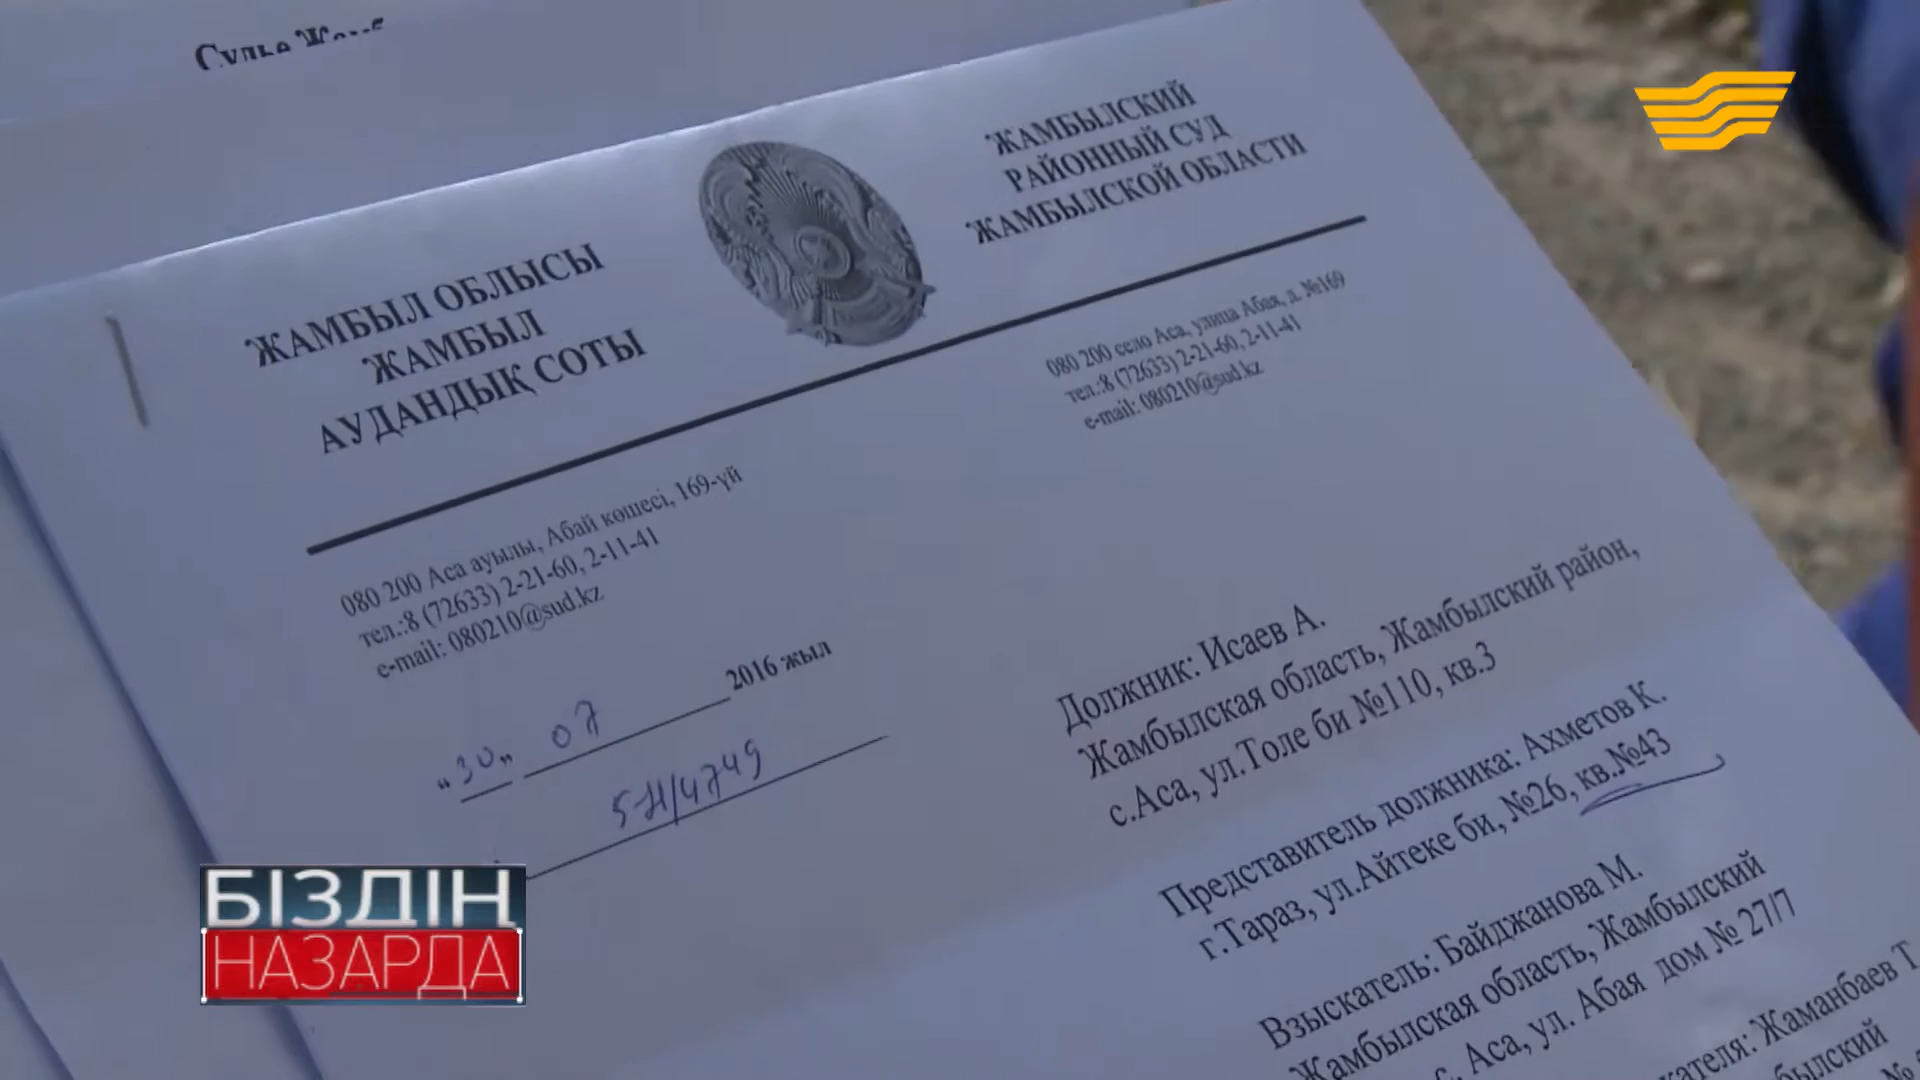 Судье
ЖАМБЫЛ ОБЛЫСЫ
ЖАМБЫЛ
АУДАНДЫҚ СОТЫ
ЖАМБЫЛСКИЙ
РАЙОННЫЙ СУД
ЖАМБЫЛСКОЙ ОБЛАСТИ
080 200 Аса ауылы, Абай көшесі, 169-үй
тел.:8 (72633) 2-21-60, 2-11-41
e-mail: 080210@sud.kz
080 200 село Аса, улица Абая, д. №169
тел.:8 (72633) 2-21-60, 2-11-41
e-mail: 080210@sud.kz
"30" 07 2016 жыл
5-Н/4749
Должник: Исаев А.
Жамбылская область, Жамбылский район,
с.Аса, ул.Толе би №110, кв.3
Представитель должника: Ахметов К.
г.Тараз, ул.Айтеке би, №26, кв.№43
Взыскатель: Байджанова М.
Жамбылская область, Жамбылский
с. Аса, ул. Абая дом № 27/7
Жаманбаев Т.
БІЗДІҢ
НАЗАРДА